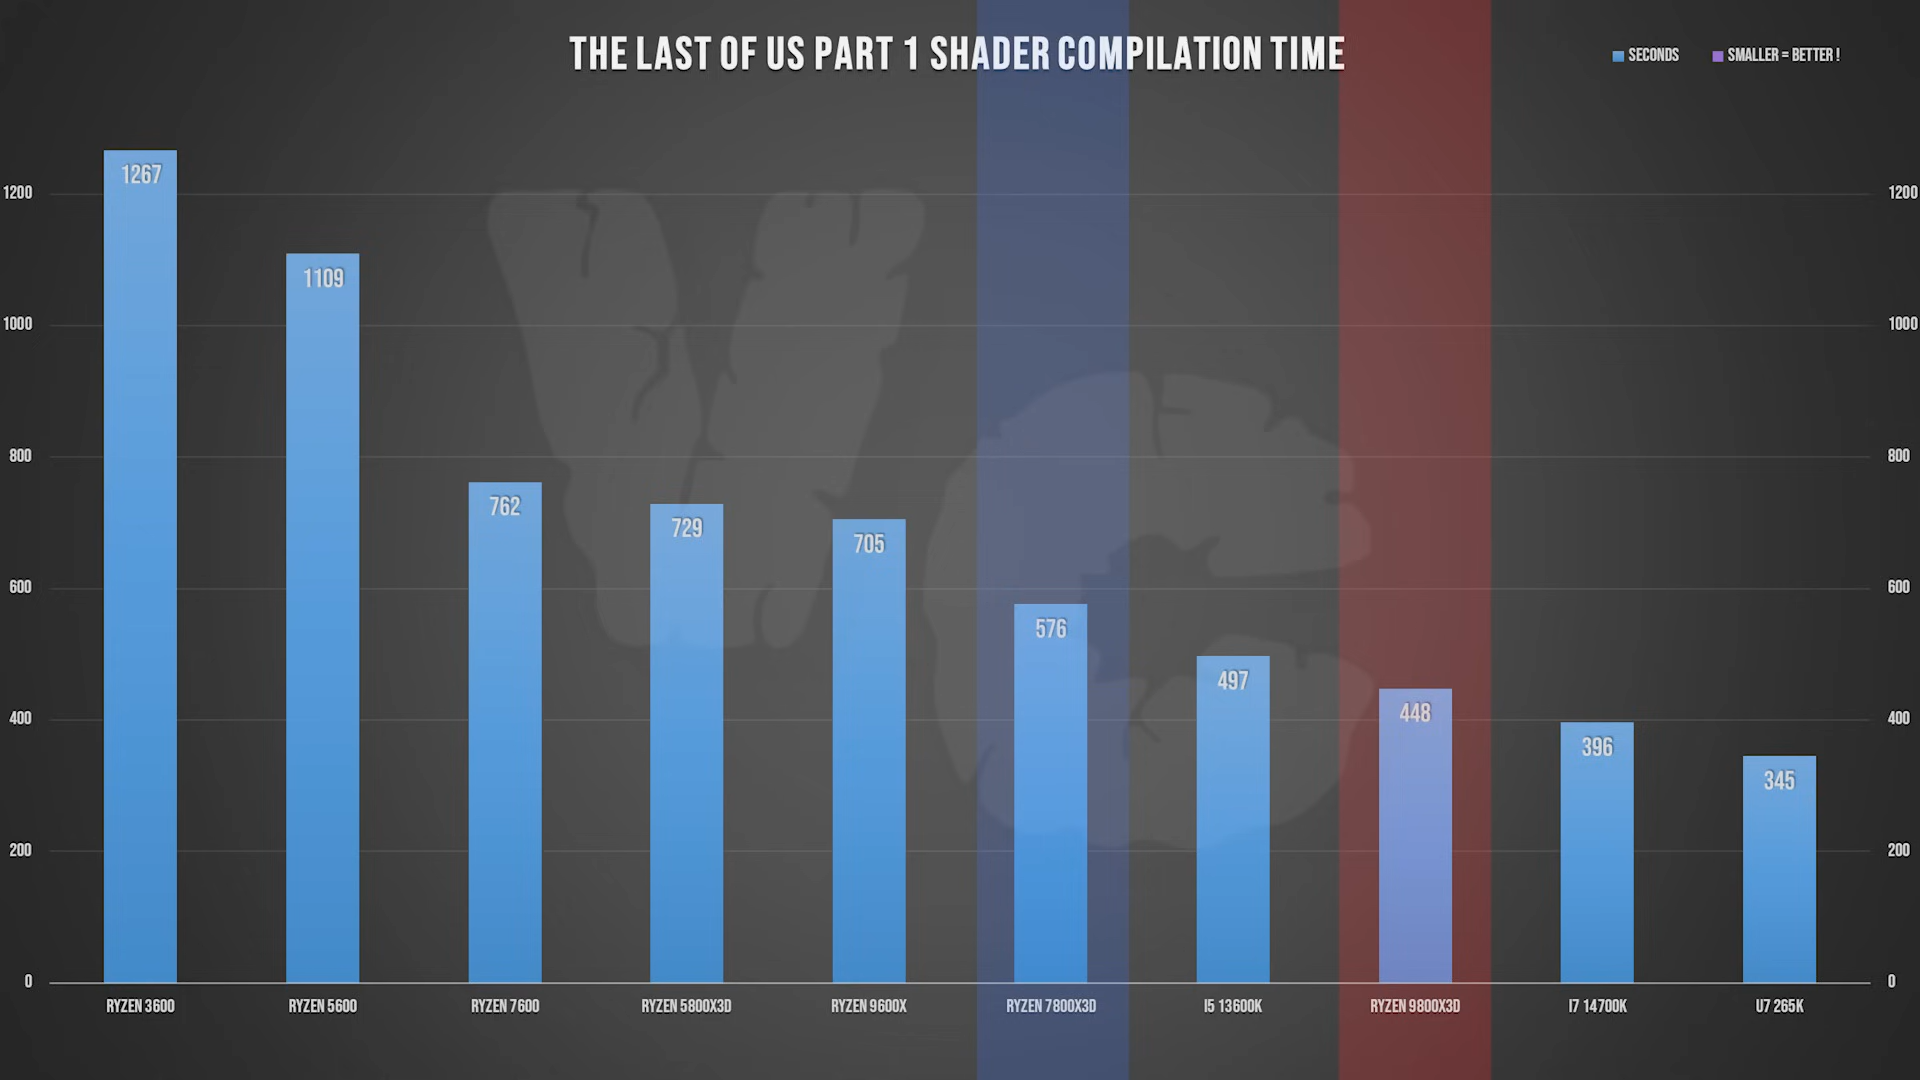 THE LAST OF US PART 1 SHADER COMPILATION TIME
SECONDS
SMALLER = BETTER !
1200
1000
800
600
400
200
0
1267
1109
762
729
705
576
497
448
396
345
1200
1000
800
600
400
200
0
RYZEN 3600
RYZEN 5600
RYZEN 7600
RYZEN 5800X3D
RYZEN 9600X
RYZEN 7800X3D
I5 13600K
RYZEN 9800X3D
I7 14700K
U7 265K